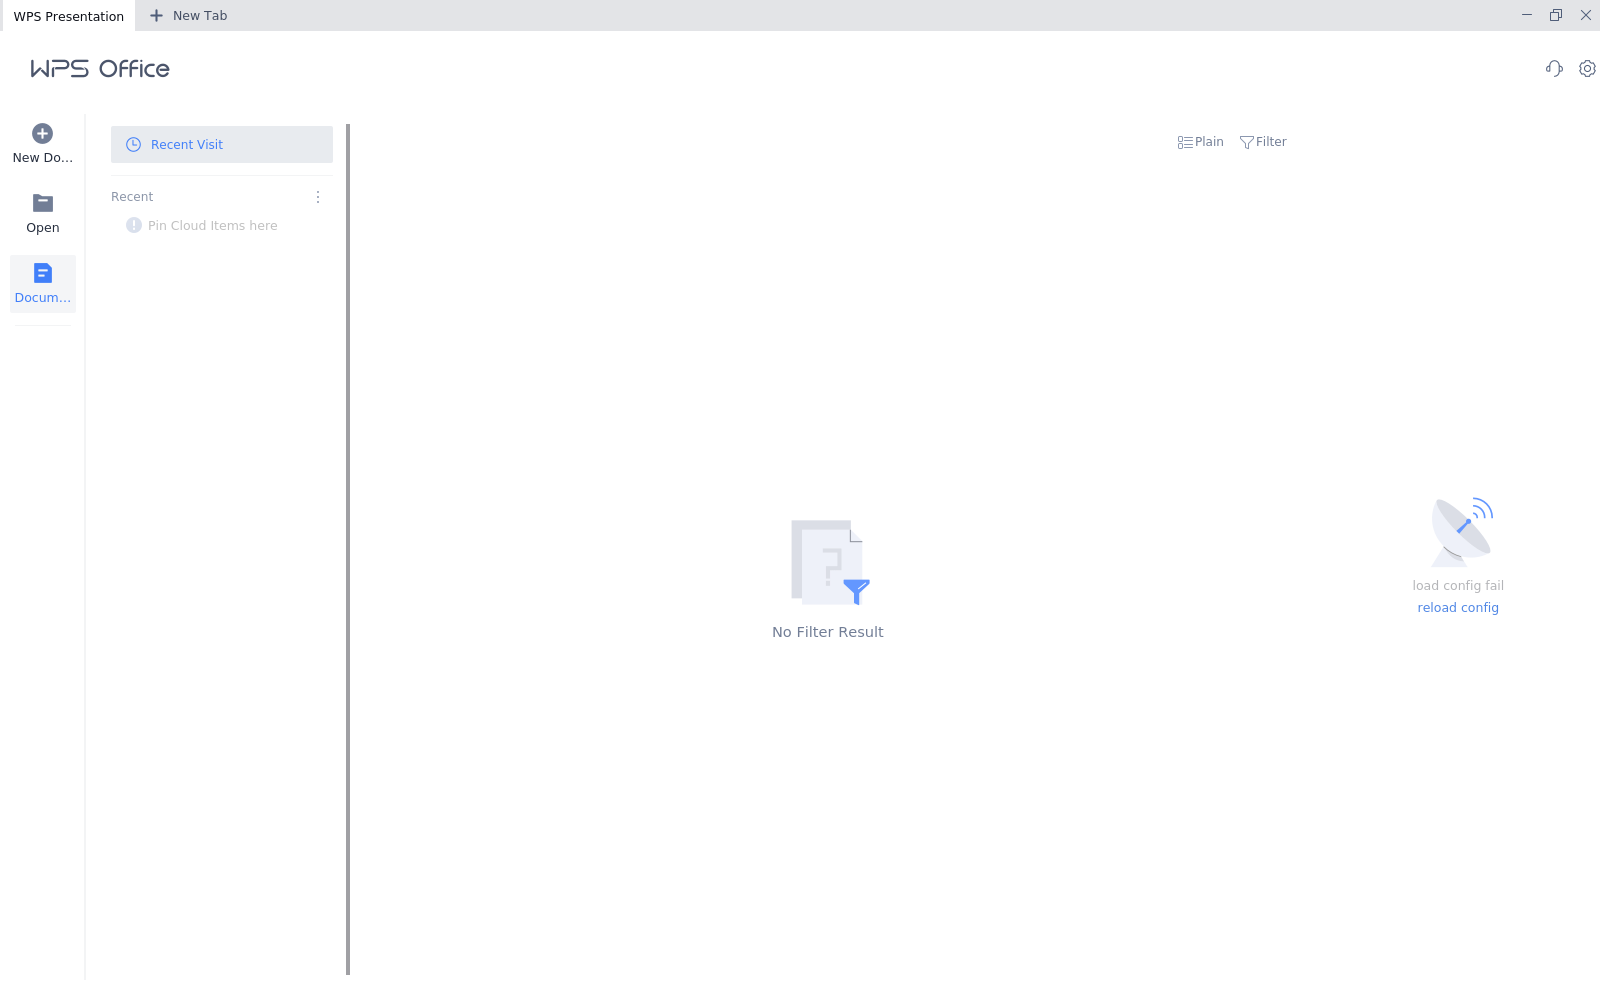 WPS Presentation
New Tab
WPS Office
New Do...
Open
Docum...
Recent Visit
Recent
Pin Cloud Items here
Plain
Filter
No Filter Result
load config fail
reload config